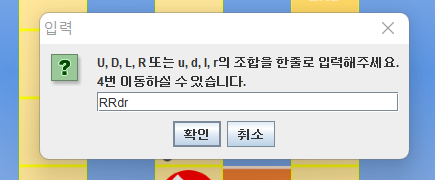 입력
U, D, L, R 또는 u, d, l, r의 조합을 한줄로 입력해주세요.
4번 이동하실 수 있습니다.
RRdr
확인 취소